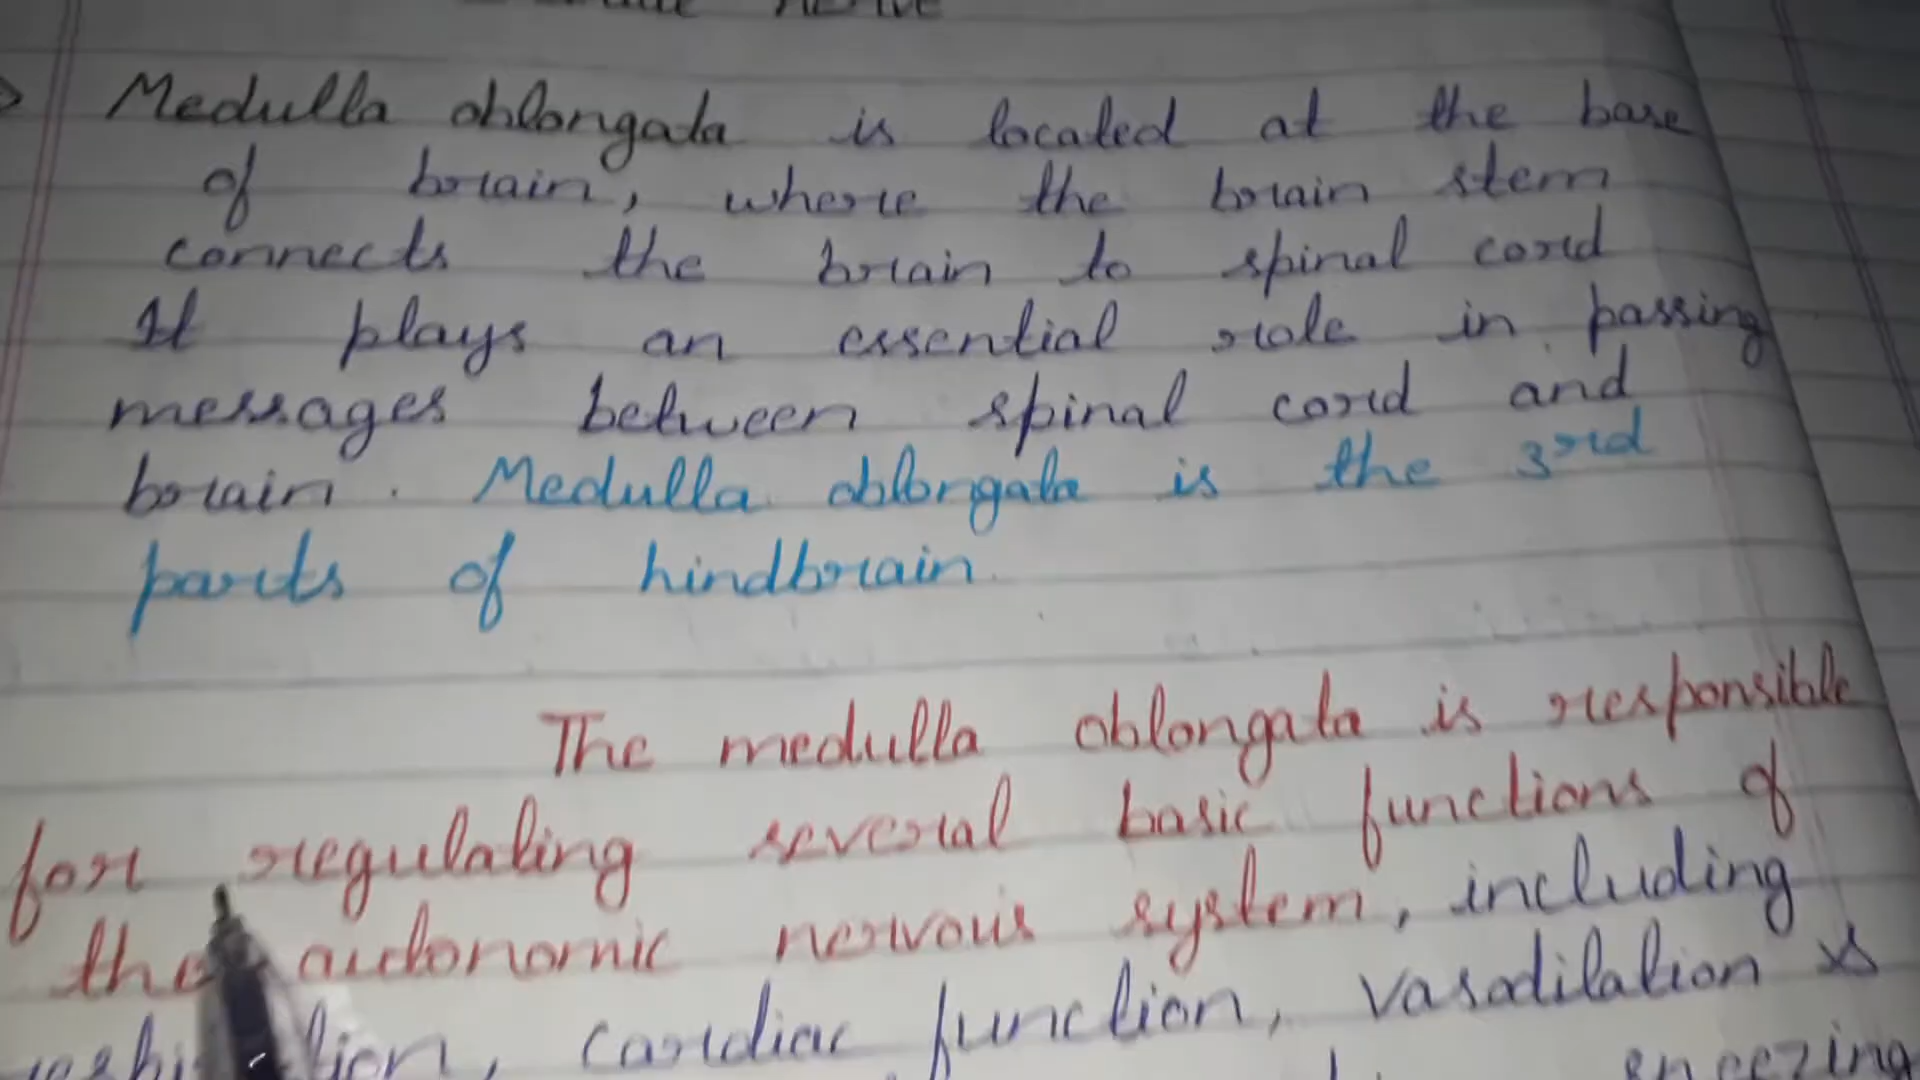 nerve
Medulla oblongata is located at the base
of brain, where the brain stem
connects the brain to spinal cord
It plays an essential role in passing
messages between spinal cord and
brain. Medulla oblongata is the 3rd
parts of hindbrain.
The medulla oblongata is responsible
for regulating several basic functions of
the autonomic nervous system, including
cardiac function, vasodilation &
sneezing